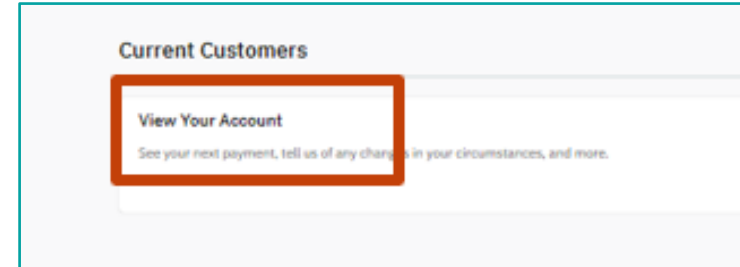 Current Customers
View Your Account
See your next payment, tell us of any changes in your circumstances, and more.